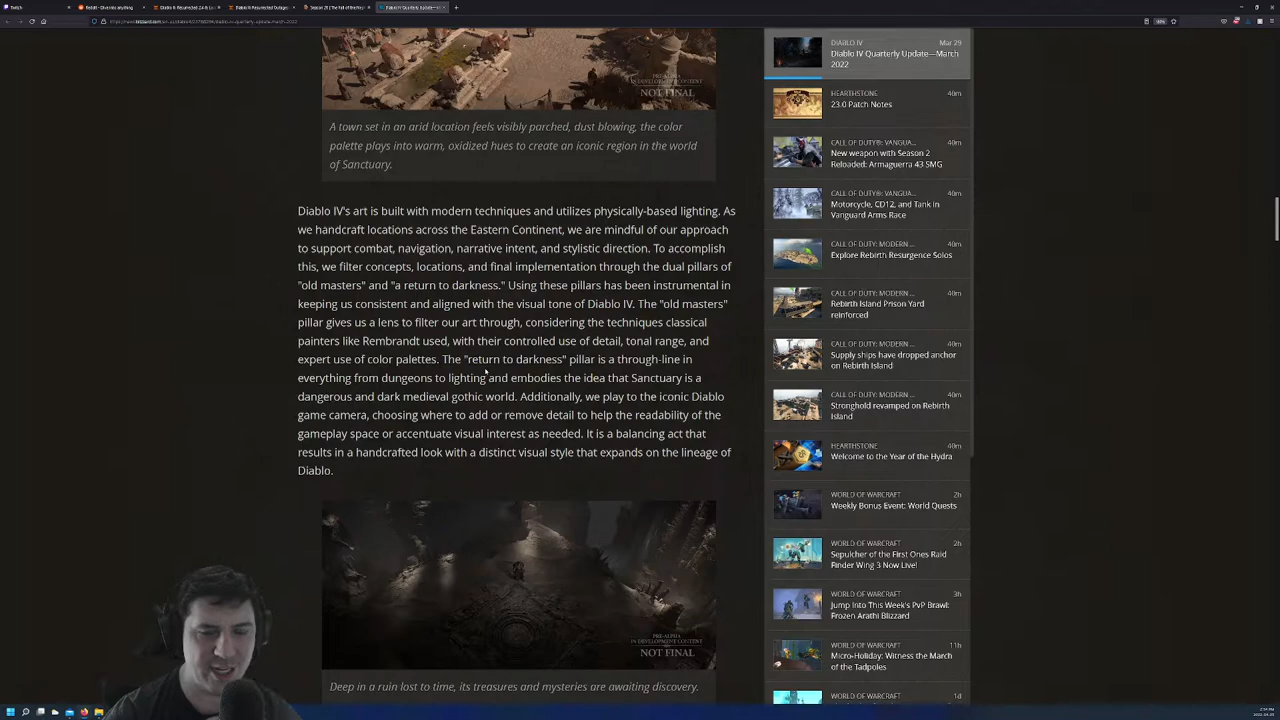 Twitch
Reddit - Dive into anything
Season 26 | The Fall of the
PRE-ALPHA
IN DEVELOPMENT CONTENT
NOT FINAL
A town set in an arid location feels visibly parched, dust blowing, the color
palette plays into warm, oxidized hues to create an iconic region in the world
of Sanctuary.
Diablo IV's art is built with modern techniques and utilizes physically-based lighting. As
we handcraft locations across the Eastern Continent, we are mindful of our approach
to support combat, navigation, narrative intent, and stylistic direction. To accomplish
this, we filter concepts, locations, and final implementation through the dual pillars of
"old masters" and "a return to darkness." Using these pillars has been instrumental in
keeping us consistent and aligned with the visual tone of Diablo IV. The "old masters"
pillar gives us a lens to filter our art through, considering the techniques classical
painters like Rembrandt used, with their controlled use of detail, tonal range, and
expert use of color palettes. The "return to darkness" pillar is a through-line in
everything from dungeons to lighting and embodies the idea that Sanctuary is a
dangerous and dark medieval gothic world. Additionally, we play to the iconic Diablo
game camera, choosing where to add or remove detail to help the readability of the
gameplay space or accentuate visual interest as needed. It is a balancing act that
results in a handcrafted look with a distinct visual style that expands on the lineage of
Diablo.
PRE-ALPHA
IN DEVELOPMENT CONTENT
NOT FINAL
Deep in a ruin lost to time, its treasures and mysteries are awaiting discovery.
DIABLO IV Mar 29
Diablo IV Quarterly Update—March
2022
HEARTHSTONE 40m
23.0 Patch Notes
CALL OF DUTY®: VANGUA... 40m
New weapon with Season 2
Reloaded: Armaguerra 43 SMG
CALL OF DUTY®: VANGUA... 40m
Motorcycle, CD12, and Tank in
Vanguard Arms Race
CALL OF DUTY: MODERN ... 40m
Explore Rebirth Resurgence Solos
CALL OF DUTY: MODERN ... 40m
Rebirth Island Prison Yard
reinforced
CALL OF DUTY: MODERN ... 40m
Supply ships have dropped anchor
on Rebirth Island
CALL OF DUTY: MODERN ... 40m
Stronghold revamped on Rebirth
Island
HEARTHSTONE 40m
Welcome to the Year of the Hydra
WORLD OF WARCRAFT 2h
Weekly Bonus Event: World Quests
WORLD OF WARCRAFT 2h
Sepulcher of the First Ones Raid
Finder Wing 3 Now Live!
WORLD OF WARCRAFT 3h
Jump Into This Week's PvP Brawl:
Frozen Arathi Blizzard
WORLD OF WARCRAFT 11h
Micro-Holiday: Witness the March
of the Tadpoles
WORLD OF WARCRAFT 1d